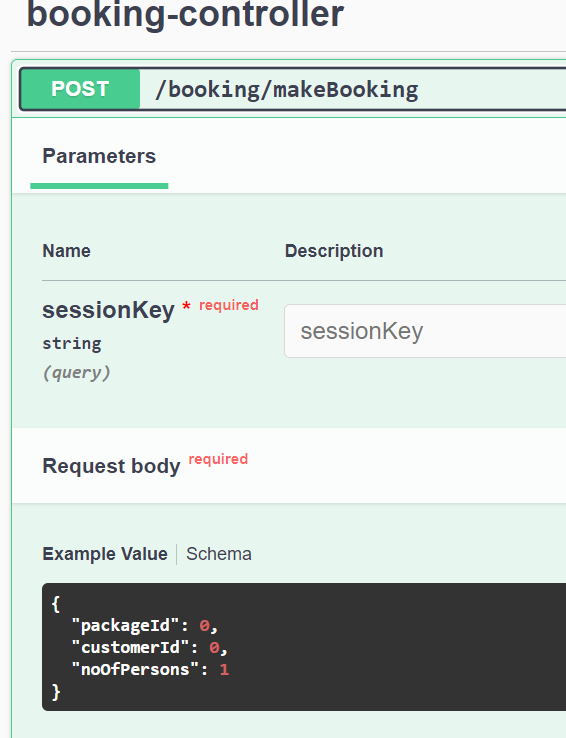 booking-controller
POST /booking/makeBooking
Parameters
Name Description
sessionKey * required
string
(query)
sessionKey
Request body required
Example Value Schema
{
"packageId": 0,
"customerId": 0,
"noOfPersons": 1
}